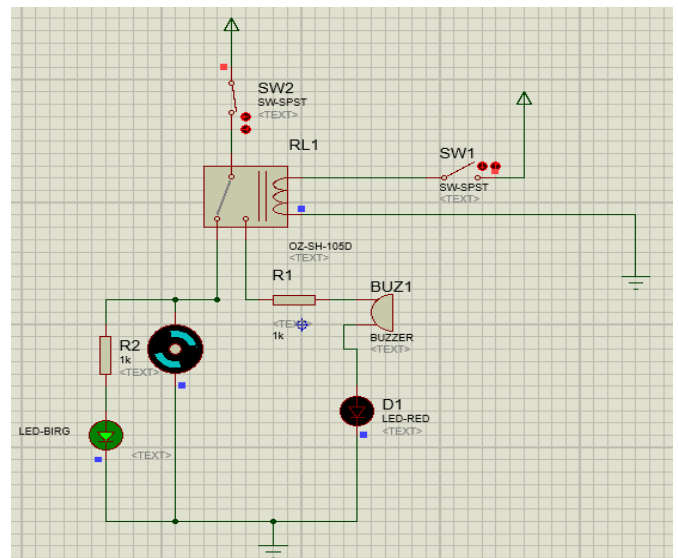 SW2
SW-SPST
<TEXT>
RL1
SW1
SW-SPST
<TEXT>
OZ-SH-105D
<TEXT>
R1
<TEXT>
1k
BUZ1
BUZZER
<TEXT>
R2
1k
<TEXT>
D1
LED-RED
<TEXT>
LED-BIRG
<TEXT>